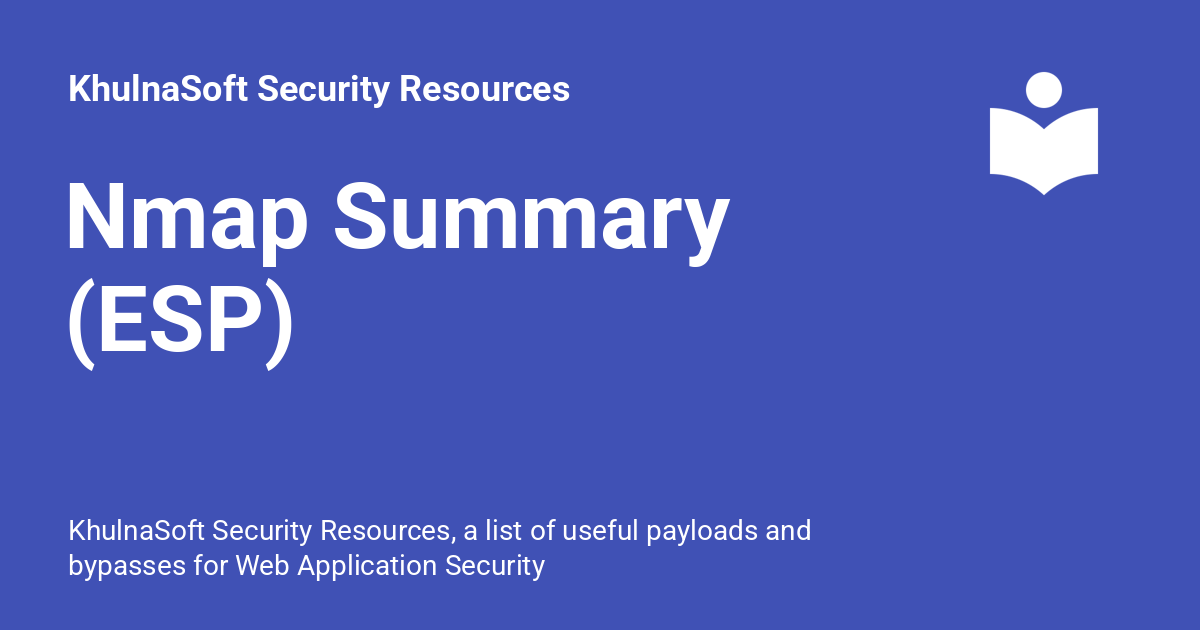 KhulnaSoft Security Resources
Nmap Summary
(ESP)
KhulnaSoft Security Resources, a list of useful payloads and
bypasses for Web Application Security